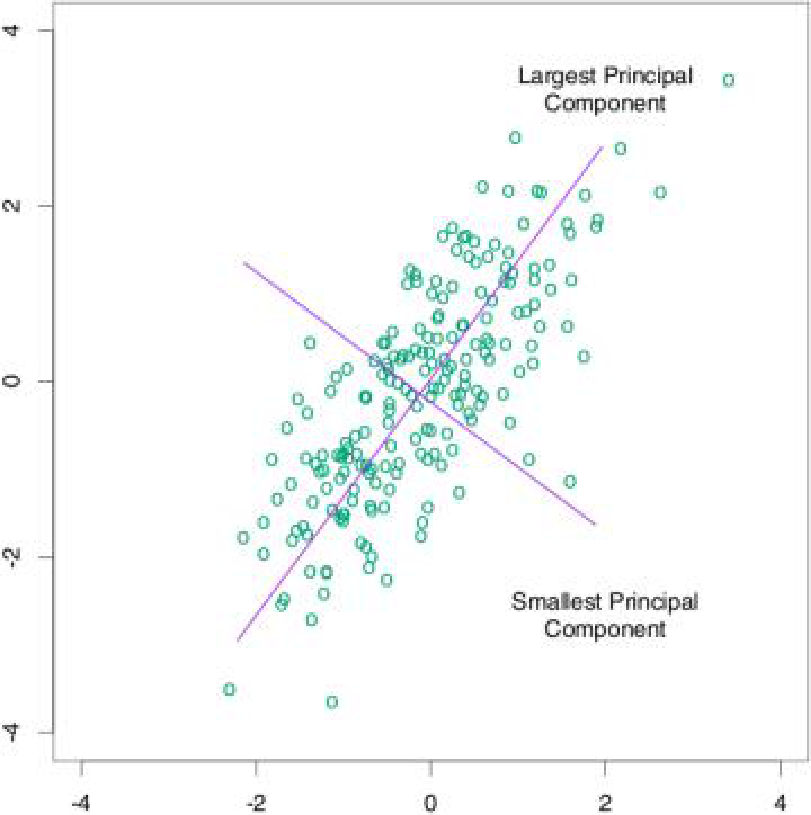 4
Largest Principal
Component
2
0
-2
Smallest Principal
Component
-4
-4 -2 0 2 4